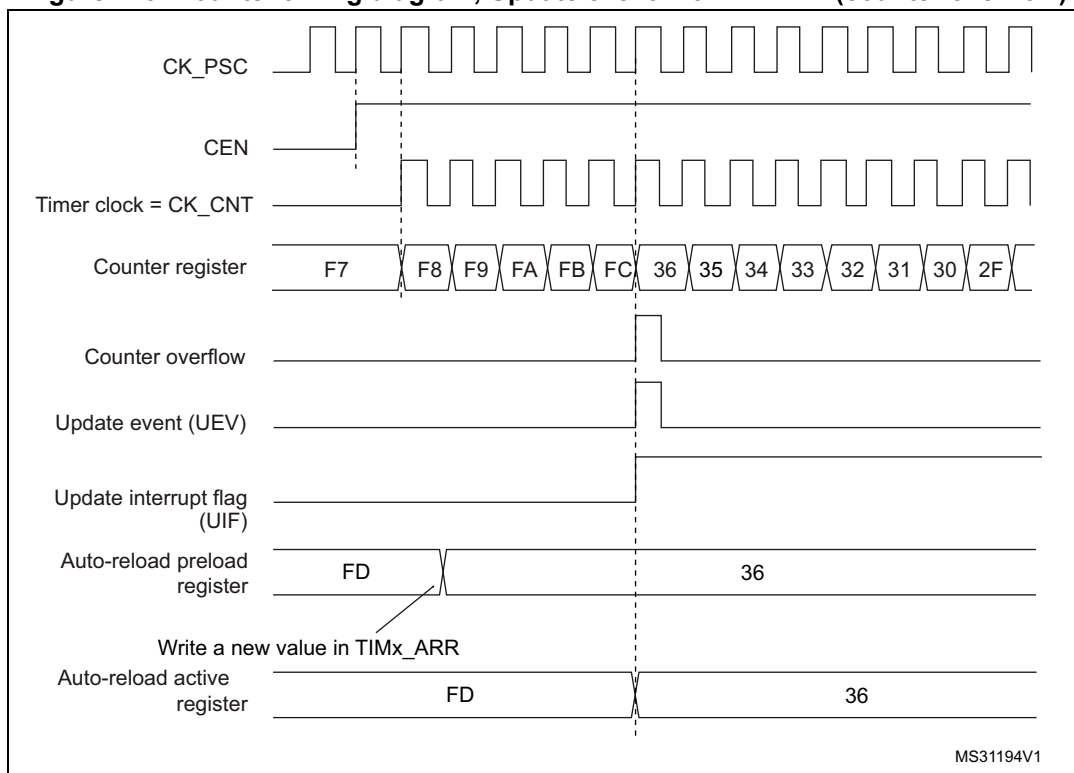 CK_PSC
CEN
Timer clock = CK_CNT
Counter register
F7 F8 F9 FA FB FC 36 35 34 33 32 31 30 2F
Counter overflow
Update event (UEV)
Update interrupt flag
(UIF)
Auto-reload preload
register
FD 36
Write a new value in TIMx_ARR
Auto-reload active
register
FD 36
MS31194V1